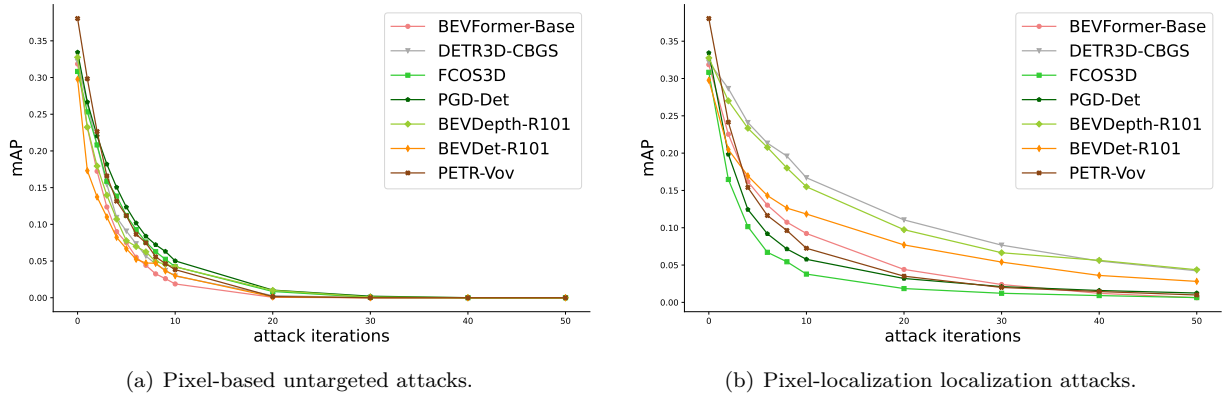 0.35
0.30
0.25
0.20
0.15
0.10
0.05
0.00
mAP
0 10 20 30 40 50
attack iterations
BEVFormer-Base
DETR3D-CBGS
FCOS3D
PGD-Det
BEVDepth-R101
BEVDet-R101
PETR-Vov
(a) Pixel-based untargeted attacks.
0.35
0.30
0.25
0.20
0.15
0.10
0.05
0.00
mAP
0 10 20 30 40 50
attack iterations
BEVFormer-Base
DETR3D-CBGS
FCOS3D
PGD-Det
BEVDepth-R101
BEVDet-R101
PETR-Vov
(b) Pixel-localization localization attacks.